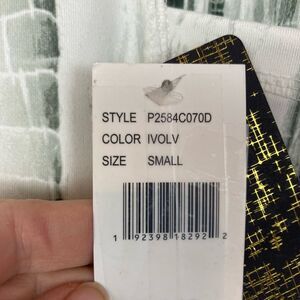 STYLE P2584C070D
COLOR IVOLV
SIZE SMALL
1 92398 18292 2